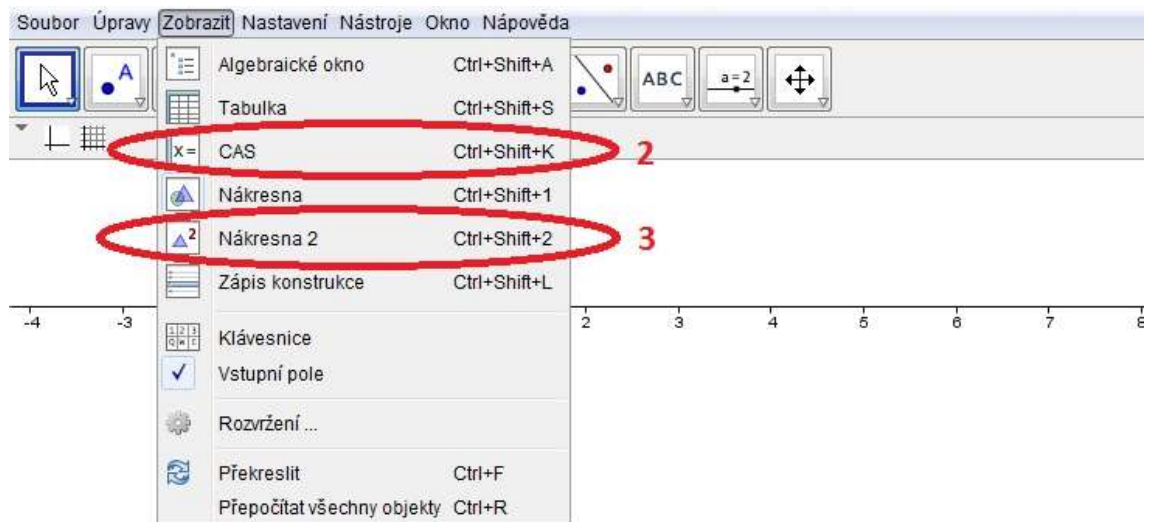 Soubor Úpravy Zobrazit Nastavení Nástroje Okno Nápověda
A ABC a=2
Algebraické okno Ctrl+Shift+A
Tabulka Ctrl+Shift+S
x= CAS Ctrl+Shift+K 2
Nákresna Ctrl+Shift+1
2 Nákresna 2 Ctrl+Shift+2 3
Zápis konstrukce Ctrl+Shift+L
-4 -3 2 3 4 5 6 7 8
Klávesnice
Vstupní pole
Rozvržení ...
Překreslit Ctrl+F
Přepočítat všechny objekty Ctrl+R